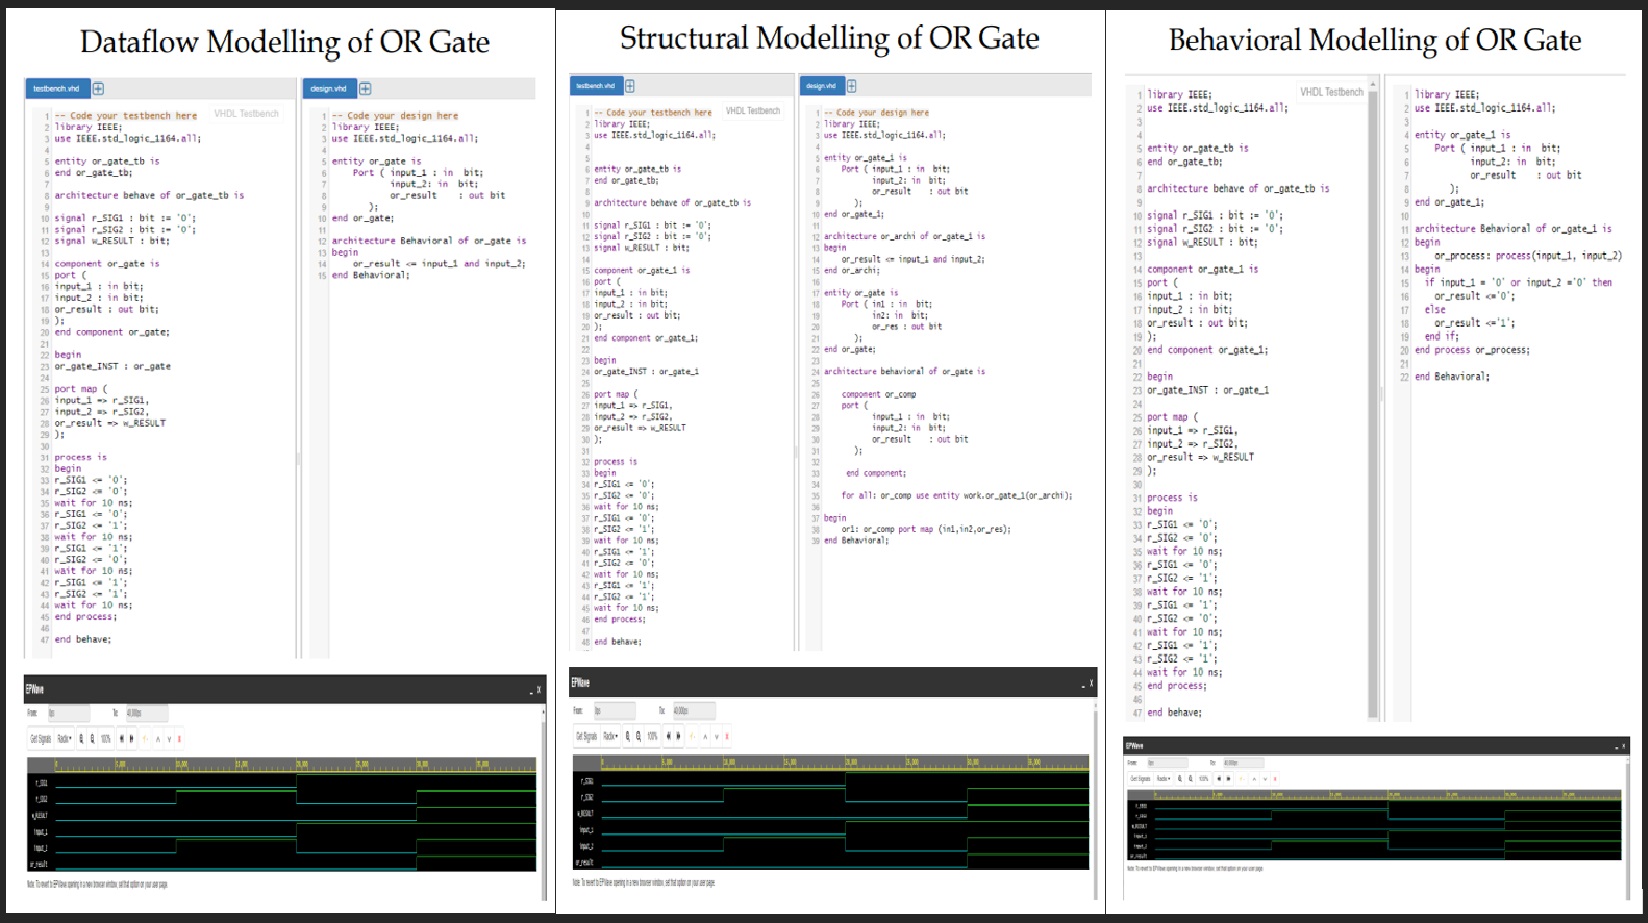 Dataflow Modelling of OR Gate
testbench.vhd
VHDL Testbench
1 -- Code your testbench here
2 library IEEE;
3 use IEEE.std_logic_1164.all;
4
5 entity or_gate_tb is
6 end or_gate_tb;
7
8 architecture behave of or_gate_tb is
9
10 signal r_SIG1 : bit := '0';
11 signal r_SIG2 : bit := '0';
12 signal w_RESULT : bit;
13
14 component or_gate is
15 port (
16 input_1 : in bit;
17 input_2 : in bit;
18 or_result : out bit;
19 );
20 end component or_gate;
21
22 begin
23 or_gate_INST : or_gate
24
25 port map (
26 input_1 => r_SIG1,
27 input_2 => r_SIG2,
28 or_result => w_RESULT
29 );
30
31 process is
32 begin
33 r_SIG1 <= '0';
34 r_SIG2 <= '0';
35 wait for 10 ns;
36 r_SIG1 <= '0';
37 r_SIG2 <= '1';
38 wait for 10 ns;
39 r_SIG1 <= '1';
40 r_SIG2 <= '0';
41 wait for 10 ns;
42 r_SIG1 <= '1';
43 r_SIG2 <= '1';
44 wait for 10 ns;
45 end process;
46
47 end behave;
design.vhd
1 -- Code your design here
2 library IEEE;
3 use IEEE.std_logic_1164.all;
4
5 entity or_gate is
6 Port ( input_1 : in bit;
7 input_2: in bit;
8 or_result : out bit
9 );
10 end or_gate;
11
12 architecture Behavioral of or_gate is
13 begin
14 or_result <= input_1 and input_2;
15 end Behavioral;
EPWave
From: 0ps To: 40,000ps
Get Signals Radix 100%
r_SIG1
r_SIG2
w_RESULT
input_1
input_2
or_result
Note: To revert to EPWave opening in a new browser window, set that option on your user page.
Structural Modelling of OR Gate
testbench.vhd
VHDL Testbench
1 -- Code your testbench here
2 library IEEE;
3 use IEEE.std_logic_1164.all;
4
5
6 entity or_gate_tb is
7 end or_gate_tb;
8
9 architecture behave of or_gate_tb is
10
11 signal r_SIG1 : bit := '0';
12 signal r_SIG2 : bit := '0';
13 signal w_RESULT : bit;
14
15 component or_gate_1 is
16 port (
17 input_1 : in bit;
18 input_2 : in bit;
19 or_result : out bit;
20 );
21 end component or_gate_1;
22
23 begin
24 or_gate_INST : or_gate_1
25
26 port map (
27 input_1 => r_SIG1,
28 input_2 => r_SIG2,
29 or_result => w_RESULT
30 );
31
32 process is
33 begin
34 r_SIG1 <= '0';
35 r_SIG2 <= '0';
36 wait for 10 ns;
37 r_SIG1 <= '0';
38 r_SIG2 <= '1';
39 wait for 10 ns;
40 r_SIG1 <= '1';
41 r_SIG2 <= '0';
42 wait for 10 ns;
43 r_SIG1 <= '1';
44 r_SIG2 <= '1';
45 wait for 10 ns;
46 end process;
47
48 end behave;
design.vhd
1 -- Code your design here
2 library IEEE;
3 use IEEE.std_logic_1164.all;
4
5 entity or_gate_1 is
6 Port ( input_1 : in bit;
7 input_2: in bit;
8 or_result : out bit
9 );
10 end or_gate_1;
11
12 architecture or_archi of or_gate_1 is
13 begin
14 or_result <= input_1 and input_2;
15 end or_archi;
16
17 entity or_gate is
18 Port ( in1 : in bit;
19 in2: in bit;
20 or_res : out bit
21 );
22 end or_gate;
23
24 architecture behavioral of or_gate is
25
26 component or_comp
27 port (
28 input_1 : in bit;
29 input_2: in bit;
30 or_result : out bit
31 );
32
33 end component;
34
35 for all: or_comp use entity work.or_gate_1(or_archi);
36
37 begin
38 or1: or_comp port map (in1,in2,or_res);
39 end Behavioral;
EPWave
From: 0ps To: 40,000ps
Get Signals Radix 100%
r_SIG1
r_SIG2
w_RESULT
input_1
input_2
or_result
Note: To revert to EPWave opening in a new browser window, set that option on your user page.
Behavioral Modelling of OR Gate
VHDL Testbench
1 library IEEE;
2 use IEEE.std_logic_1164.all;
3
4
5 entity or_gate_tb is
6 end or_gate_tb;
7
8 architecture behave of or_gate_tb is
9
10 signal r_SIG1 : bit := '0';
11 signal r_SIG2 : bit := '0';
12 signal w_RESULT : bit;
13
14 component or_gate_1 is
15 port (
16 input_1 : in bit;
17 input_2 : in bit;
18 or_result : out bit;
19 );
20 end component or_gate_1;
21
22 begin
23 or_gate_INST : or_gate_1
24
25 port map (
26 input_1 => r_SIG1,
27 input_2 => r_SIG2,
28 or_result => w_RESULT
29 );
30
31 process is
32 begin
33 r_SIG1 <= '0';
34 r_SIG2 <= '0';
35 wait for 10 ns;
36 r_SIG1 <= '0';
37 r_SIG2 <= '1';
38 wait for 10 ns;
39 r_SIG1 <= '1';
40 r_SIG2 <= '0';
41 wait for 10 ns;
42 r_SIG1 <= '1';
43 r_SIG2 <= '1';
44 wait for 10 ns;
45 end process;
46
47 end behave;
1 library IEEE;
2 use IEEE.std_logic_1164.all;
3
4 entity or_gate_1 is
5 Port ( input_1 : in bit;
6 input_2: in bit;
7 or_result : out bit
8 );
9 end or_gate_1;
10
11 architecture Behavioral of or_gate_1 is
12 begin
13 or_process: process(input_1, input_2)
14 begin
15 if input_1 = '0' or input_2 ='0' then
16 or_result <='0';
17 else
18 or_result <='1';
19 end if;
20 end process or_process;
21
22 end Behavioral;
EPWave
From: To:
Get Signals Radix 100%
r_SIG2
w_RESULT
input_1
input_2
or_result
Note: To revert to EPWave opening in a new browser window, set that option on your user page.